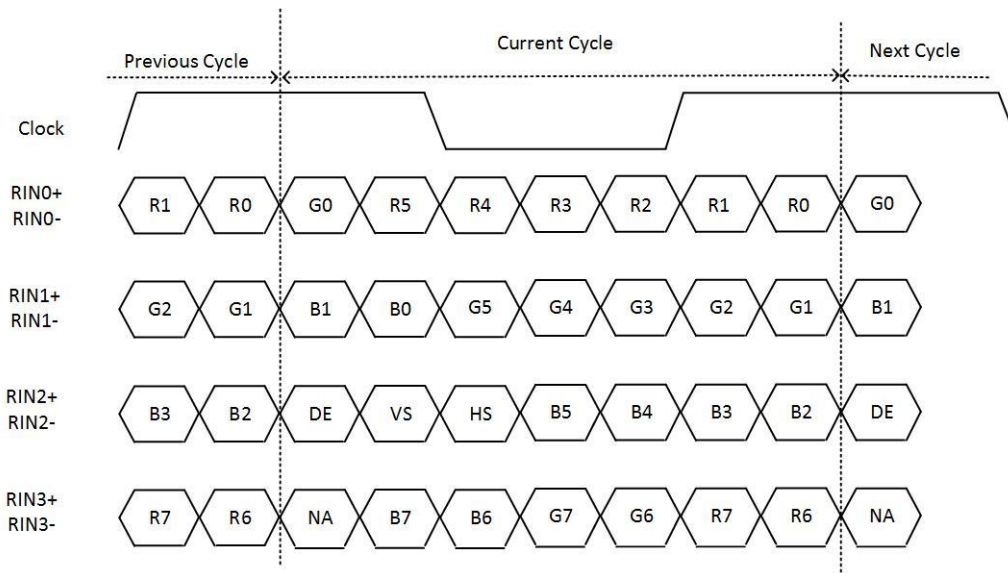 Previous Cycle Current Cycle Next Cycle
Clock
RIN0+
RIN0-
R1 R0 G0 R5 R4 R3 R2 R1 R0 G0
RIN1+
RIN1-
G2 G1 B1 B0 G5 G4 G3 G2 G1 B1
RIN2+
RIN2-
B3 B2 DE VS HS B5 B4 B3 B2 DE
RIN3+
RIN3-
R7 R6 NA B7 B6 G7 G6 R7 R6 NA